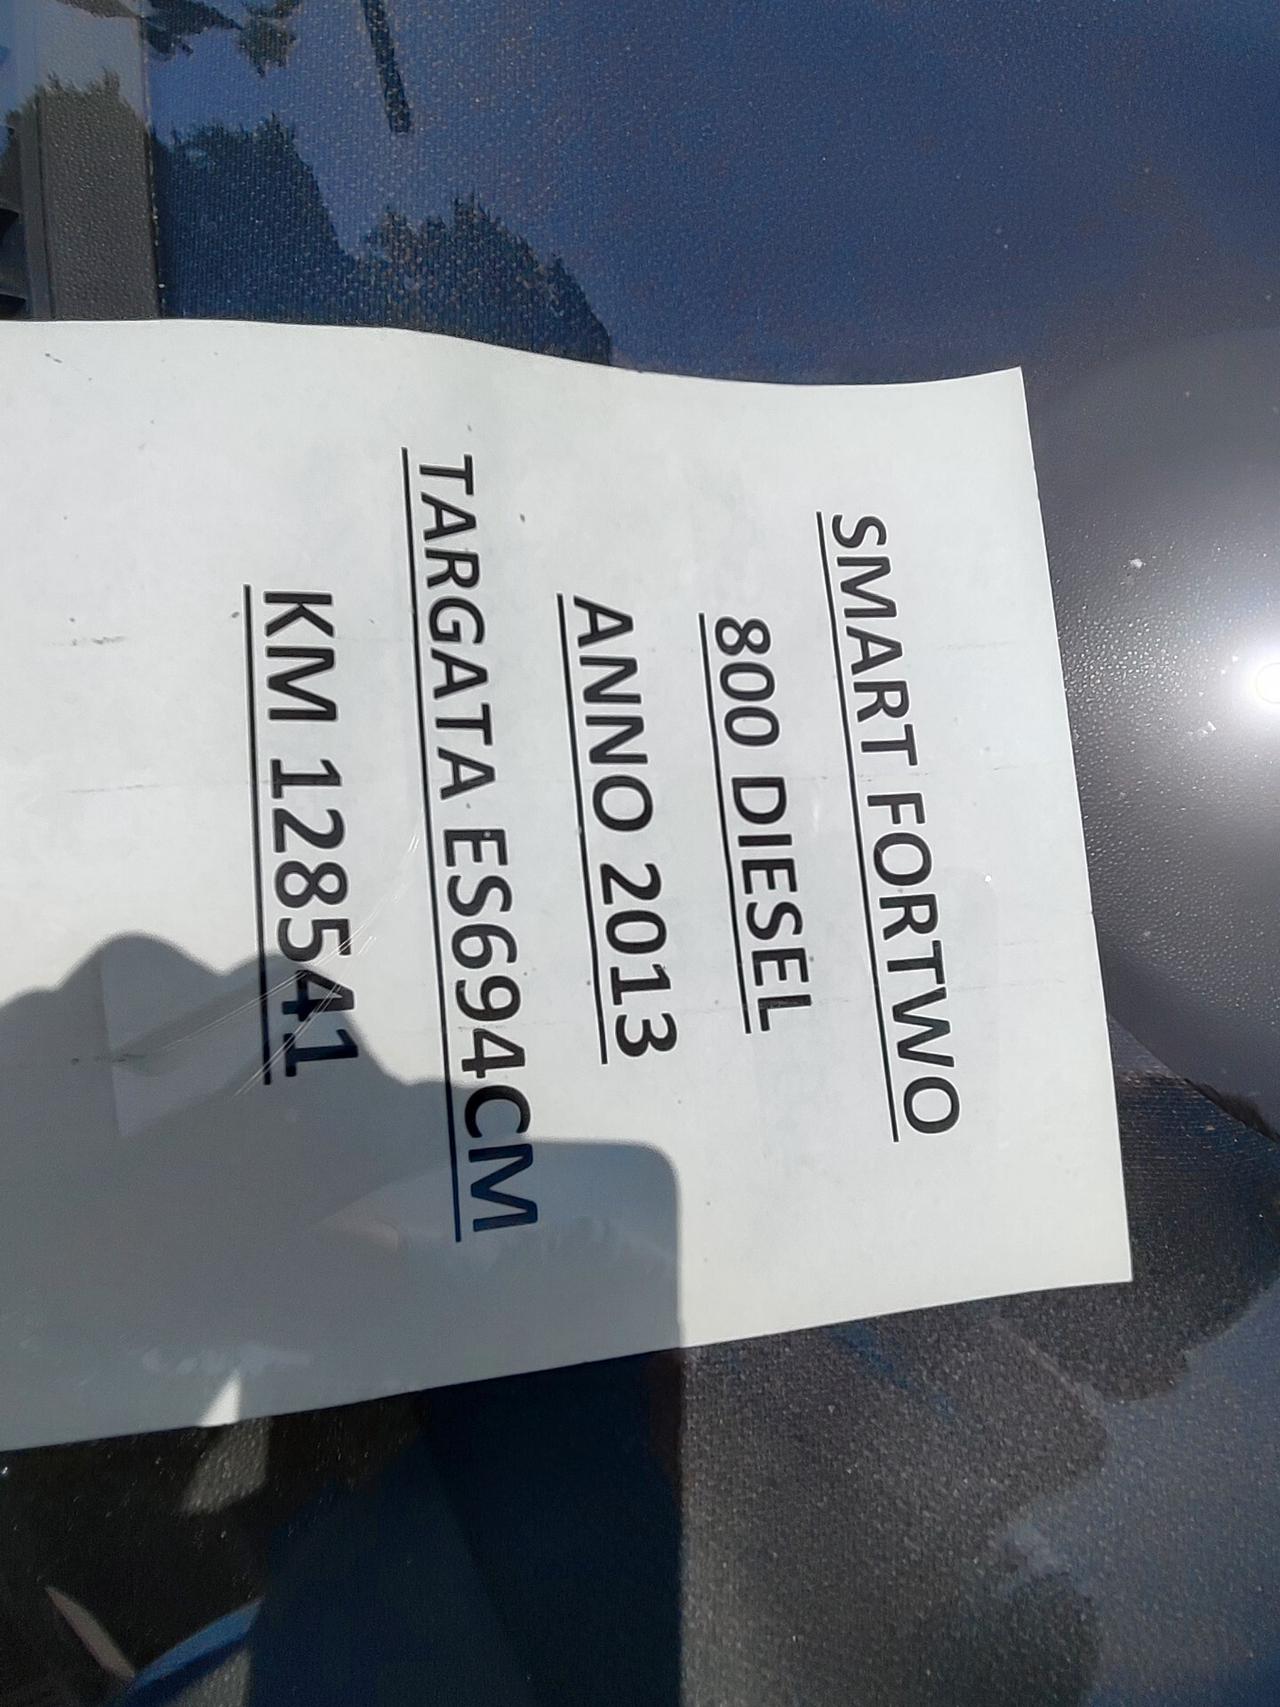 SMART FORTWO
800 DIESEL
ANNO 2013
TARGATA ES694CM
KM 128541